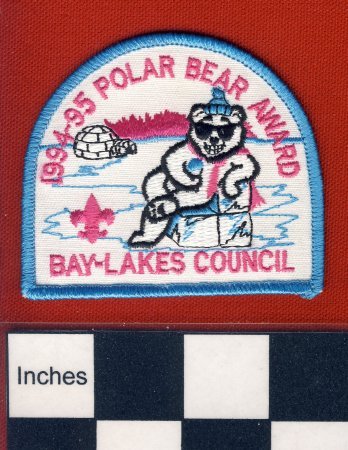 1994-95 POLAR BEAR AWARD
BAY-LAKES COUNCIL
Inches